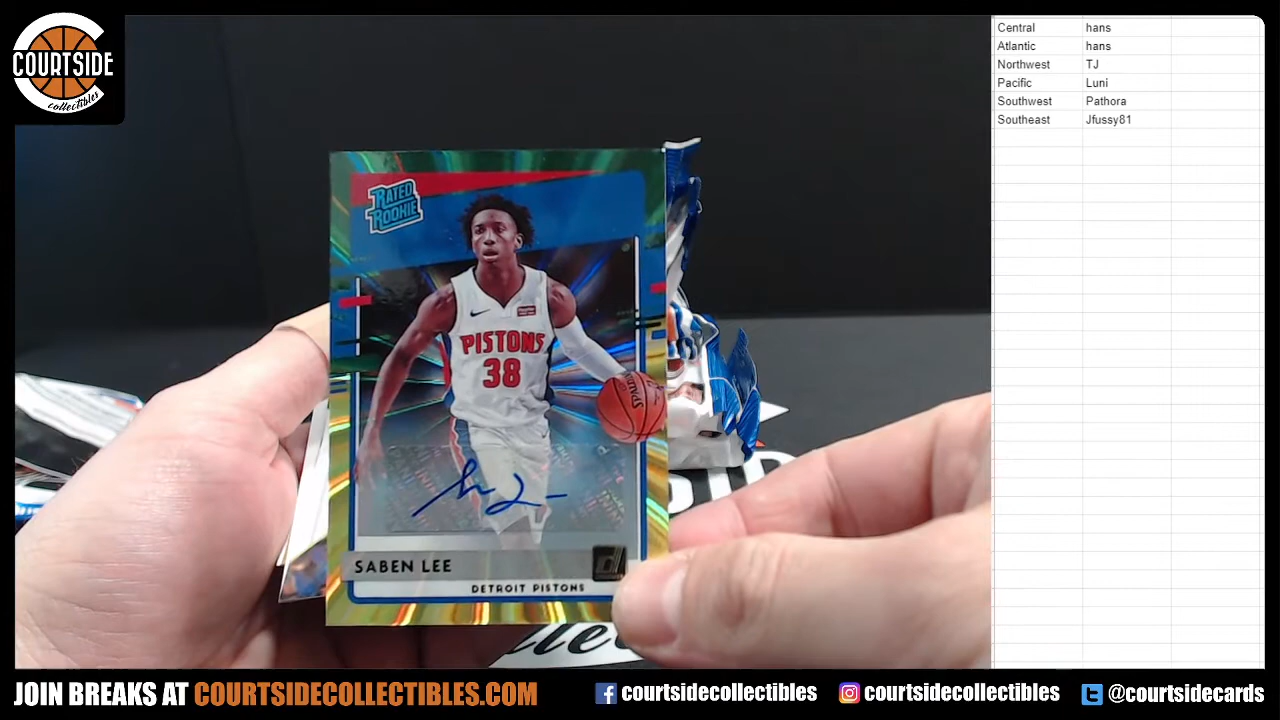 COURTSIDE
collectibles
Central hans
Atlantic hans
Northwest TJ
Pacific Luni
Southwest Pathora
Southeast Jfussy81
RATED
ROOKIE
PISTONS
38
SPALDING
SABEN LEE
DETROIT PISTONS
JOIN BREAKS AT COURTSIDECOLLECTIBLES.COM
courtsidecollectibles
courtsidecollectibles
@courtsidecards